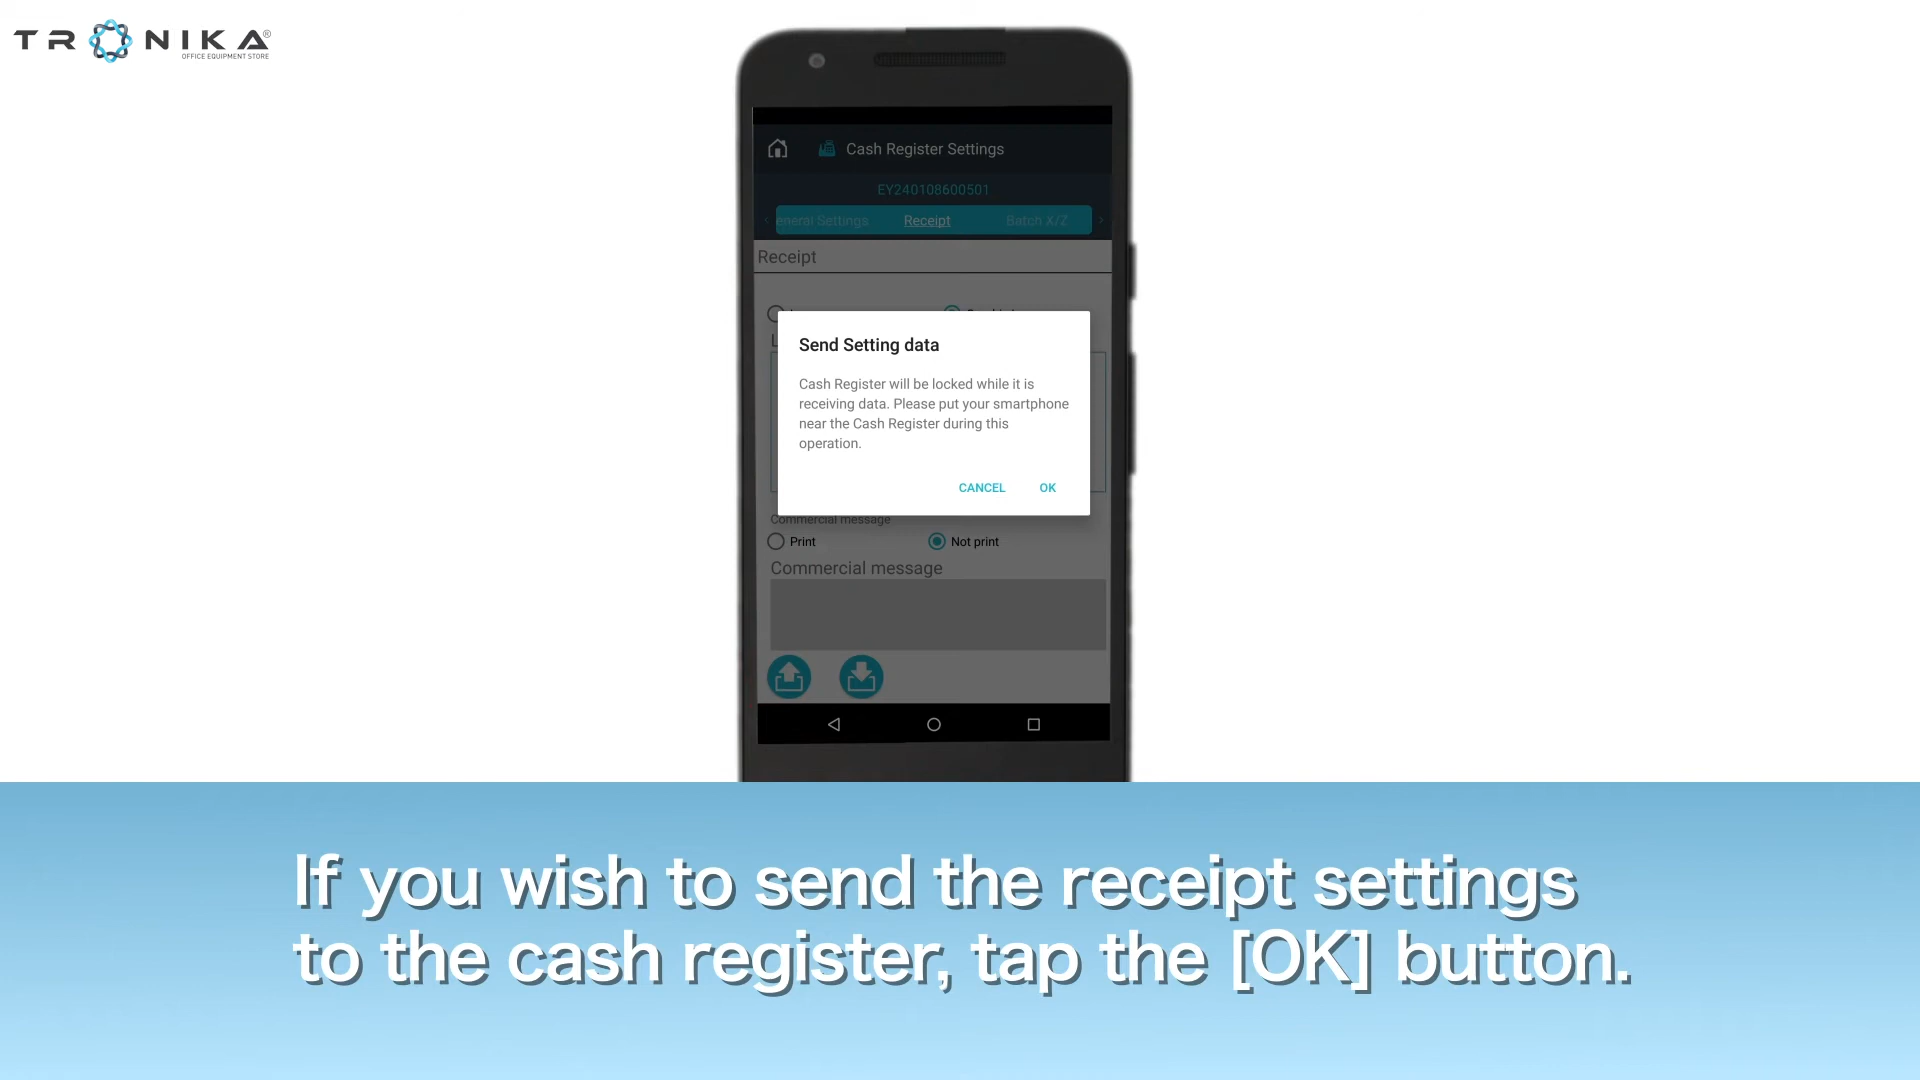 TRONIKA®
OFFICE EQUIPMENT STORE
Cash Register Settings
EY240108600501
eneral Settings Receipt Batch X/Z
Receipt
Send Setting data
Cash Register will be locked while it is
receiving data. Please put your smartphone
near the Cash Register during this
operation.
CANCEL OK
Commercial message
Print Not print
Commercial message
If you wish to send the receipt settings
to the cash register, tap the [OK] button.